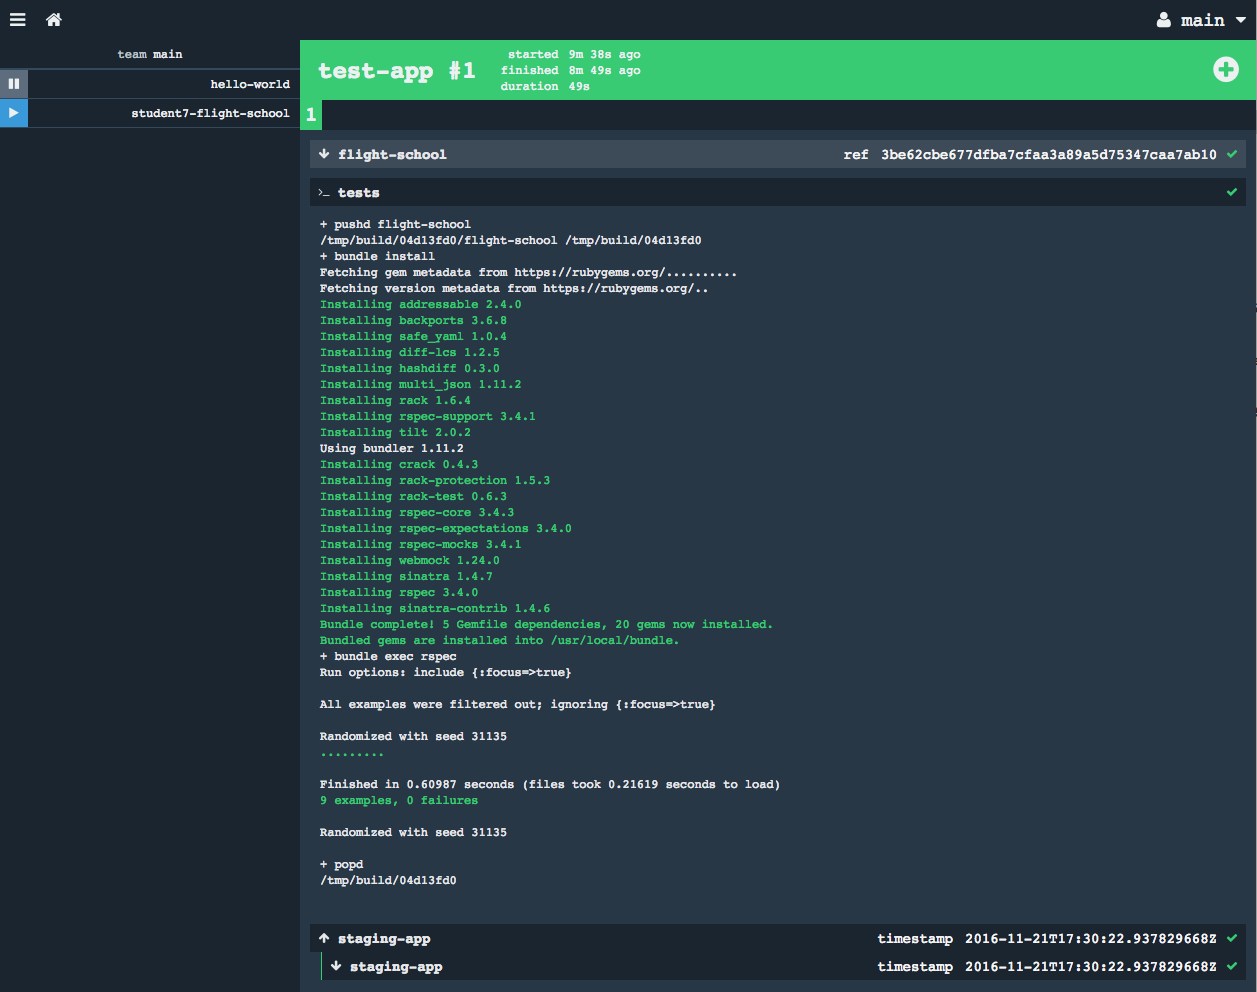 main
team main
hello-world
student7-flight-school
test-app #1
started 9m 38s ago
finished 8m 49s ago
duration 49s
1
flight-school ref 3be62cbe677dfba7cfaa3a89a5d75347caa7ab10
>_ tests
+ pushd flight-school
/tmp/build/04d13fd0/flight-school /tmp/build/04d13fd0
+ bundle install
Fetching gem metadata from https://rubygems.org/..........
Fetching version metadata from https://rubygems.org/..
Installing addressable 2.4.0
Installing backports 3.6.8
Installing safe_yaml 1.0.4
Installing diff-lcs 1.2.5
Installing hashdiff 0.3.0
Installing multi_json 1.11.2
Installing rack 1.6.4
Installing rspec-support 3.4.1
Installing tilt 2.0.2
Using bundler 1.11.2
Installing crack 0.4.3
Installing rack-protection 1.5.3
Installing rack-test 0.6.3
Installing rspec-core 3.4.3
Installing rspec-expectations 3.4.0
Installing rspec-mocks 3.4.1
Installing webmock 1.24.0
Installing sinatra 1.4.7
Installing rspec 3.4.0
Installing sinatra-contrib 1.4.6
Bundle complete! 5 Gemfile dependencies, 20 gems now installed.
Bundled gems are installed into /usr/local/bundle.
+ bundle exec rspec
Run options: include {:focus=>true}
All examples were filtered out; ignoring {:focus=>true}
Randomized with seed 31135
.........
Finished in 0.60987 seconds (files took 0.21619 seconds to load)
9 examples, 0 failures
Randomized with seed 31135
+ popd
/tmp/build/04d13fd0
staging-app timestamp 2016-11-21T17:30:22.937829668Z
staging-app timestamp 2016-11-21T17:30:22.937829668Z